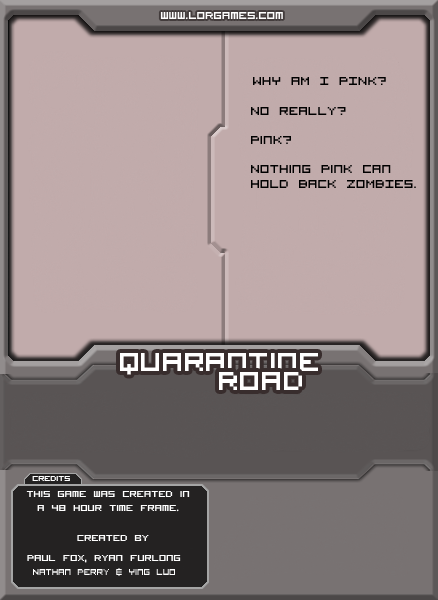 WWW.LORGAMES.COM
WHY AM I PINK?
NO REALLY?
PINK?
NOTHING PINK CAN
HOLD BACK ZOMBIES.
QUARANTINE
ROAD
CREDITS
THIS GAME WAS CREATED IN
A 48 HOUR TIME FRAME.
CREATED BY
PAUL FOX, RYAN FURLONG
NATHAN PERRY & YING LUO